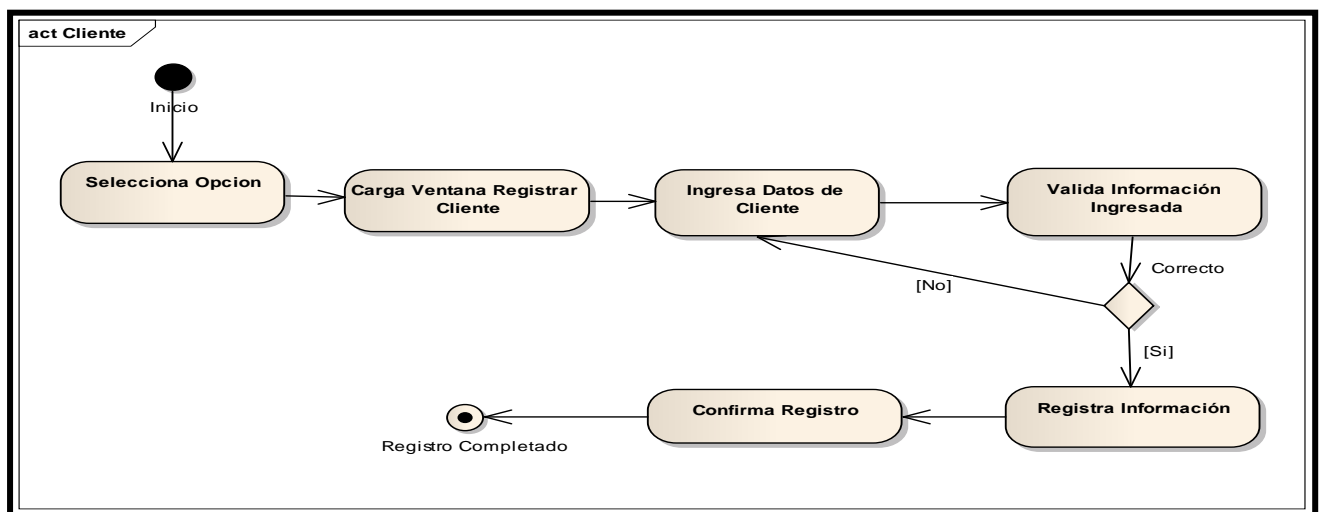 act Cliente
Inicio
Selecciona Opcion
Carga Ventana Registrar
Cliente
Ingresa Datos de
Cliente
Valida Información
Ingresada
Correcto
[No]
[Si]
Registra Información
Confirma Registro
Registro Completado